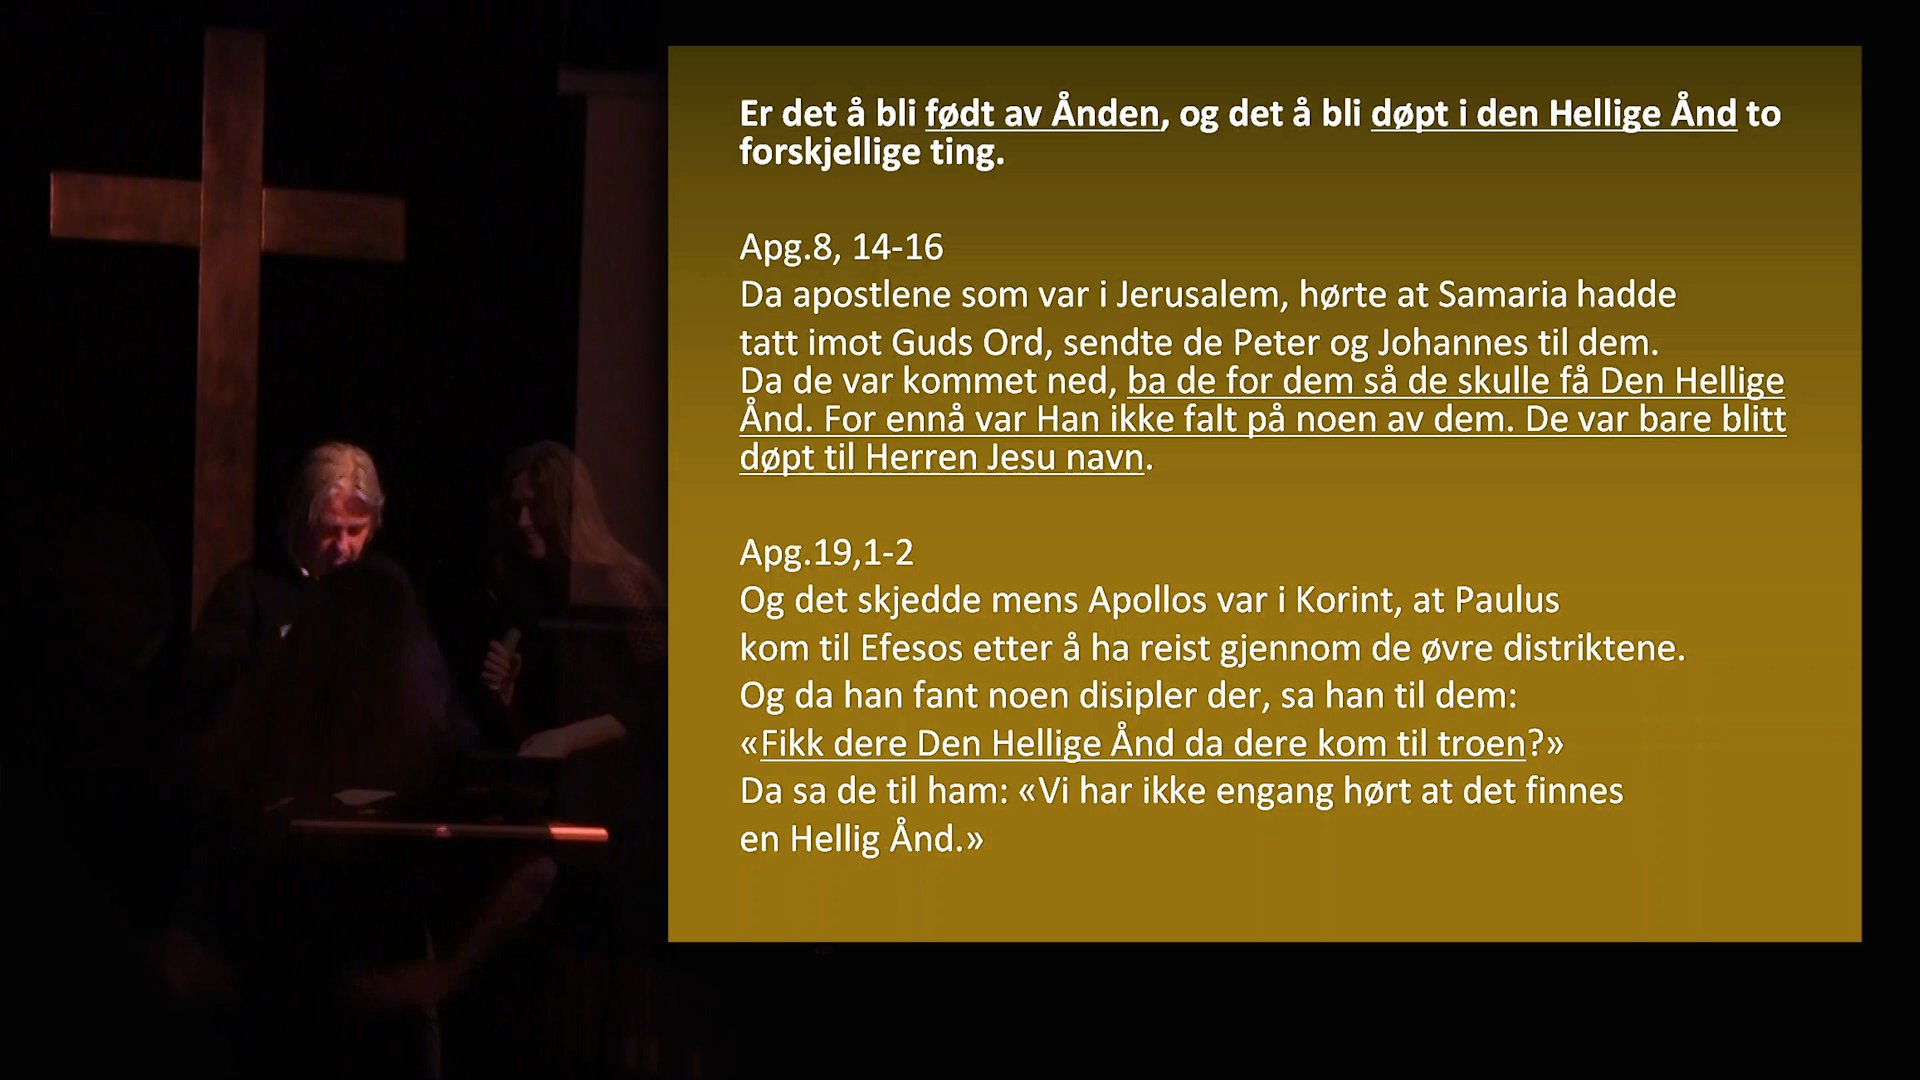 Er det å bli født av Ånden, og det å bli døpt i den Hellige Ånd to
forskjellige ting.
Apg.8, 14-16
Da apostlene som var i Jerusalem, hørte at Samaria hadde
tatt imot Guds Ord, sendte de Peter og Johannes til dem.
Da de var kommet ned, ba de for dem så de skulle få Den Hellige
Ånd. For ennå var Han ikke falt på noen av dem. De var bare blitt
døpt til Herren Jesu navn.
Apg.19,1-2
Og det skjedde mens Apollos var i Korint, at Paulus
kom til Efesos etter å ha reist gjennom de øvre distriktene.
Og da han fant noen disipler der, sa han til dem:
«Fikk dere Den Hellige Ånd da dere kom til troen?»
Da sa de til ham: «Vi har ikke engang hørt at det finnes
en Hellig Ånd.»